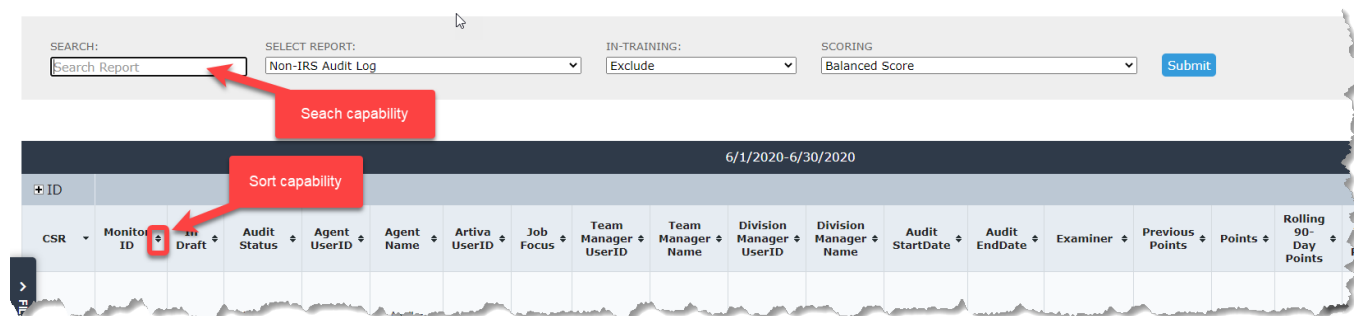 SEARCH:
SELECT REPORT:
IN-TRAINING:
SCORING
Search Report
Non-IRS Audit Log
Exclude
Balanced Score
Submit
Seach capability
6/1/2020-6/30/2020
Sort capability
ID
CSR
Monitor
ID
In
Draft
Audit
Status
Agent
UserID
Agent
Name
Artiva
UserID
Job
Focus
Team
Manager
UserID
Team
Manager
Name
Division
Manager
UserID
Division
Manager
Name
Audit
StartDate
Audit
EndDate
Examiner
Previous
Points
Points
Rolling
90-
Day
Points